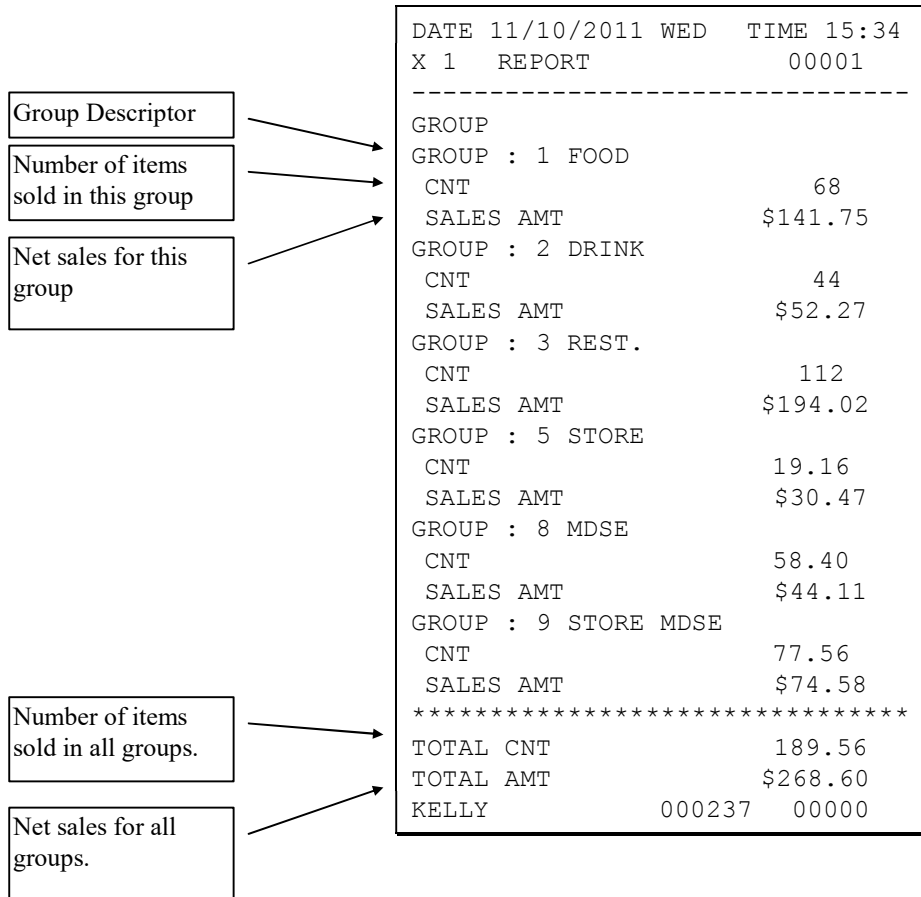 DATE 11/10/2011 WED TIME 15:34
X 1 REPORT 00001
--------------------------------
GROUP
GROUP : 1 FOOD
CNT 68
SALES AMT $141.75
GROUP : 2 DRINK
CNT 44
SALES AMT $52.27
GROUP : 3 REST.
CNT 112
SALES AMT $194.02
GROUP : 5 STORE
CNT 19.16
SALES AMT $30.47
GROUP : 8 MDSE
CNT 58.40
SALES AMT $44.11
GROUP : 9 STORE MDSE
CNT 77.56
SALES AMT $74.58
********************************
TOTAL CNT 189.56
TOTAL AMT $268.60
KELLY 000237 00000
Group Descriptor
Number of items
sold in this group
Net sales for this
group
Number of items
sold in all groups.
Net sales for all
groups.